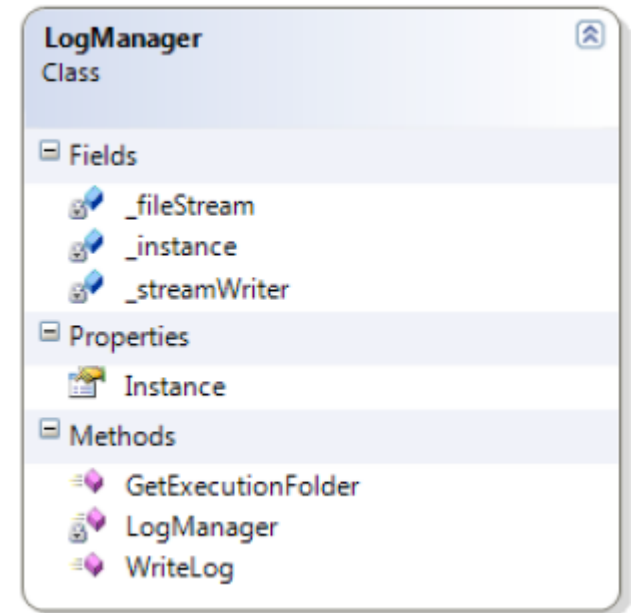 LogManager
Class
Fields
_fileStream
_instance
_streamWriter
Properties
Instance
Methods
GetExecutionFolder
LogManager
WriteLog